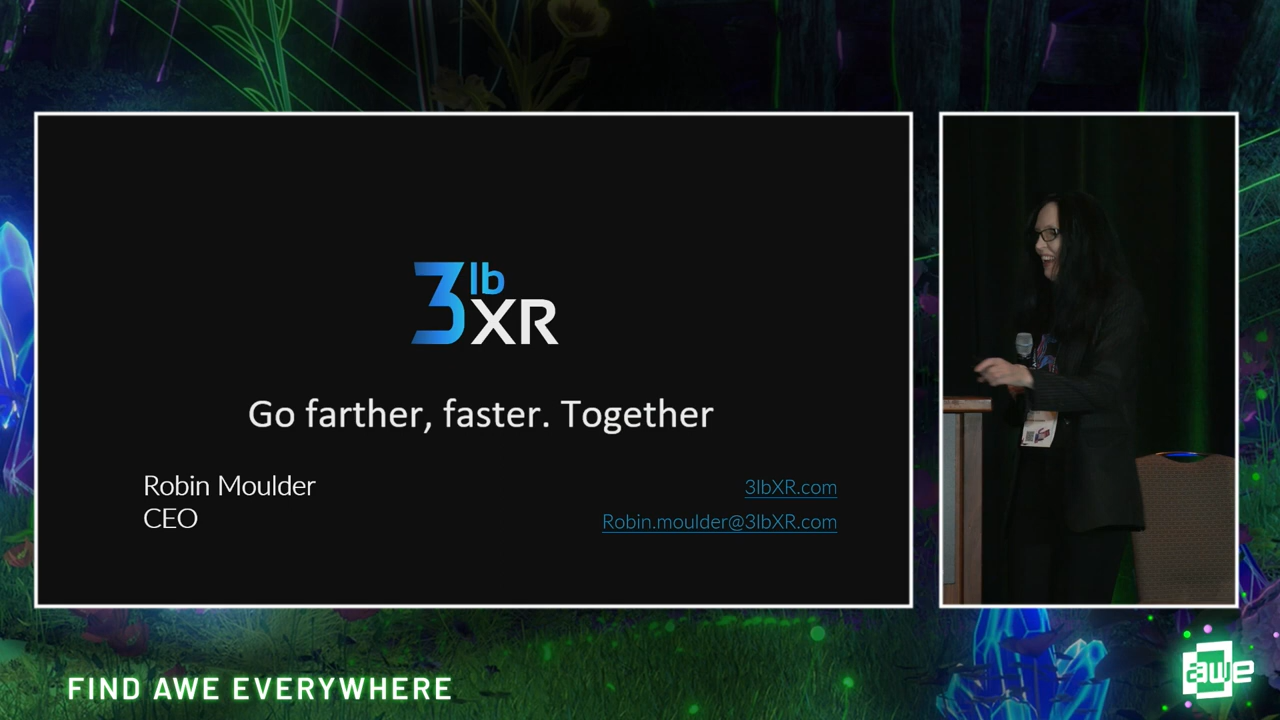 3lb
XR
Go farther, faster. Together
Robin Moulder
CEO
3lbXR.com
Robin.moulder@3lbXR.com
FIND AWE EVERYWHERE
awe